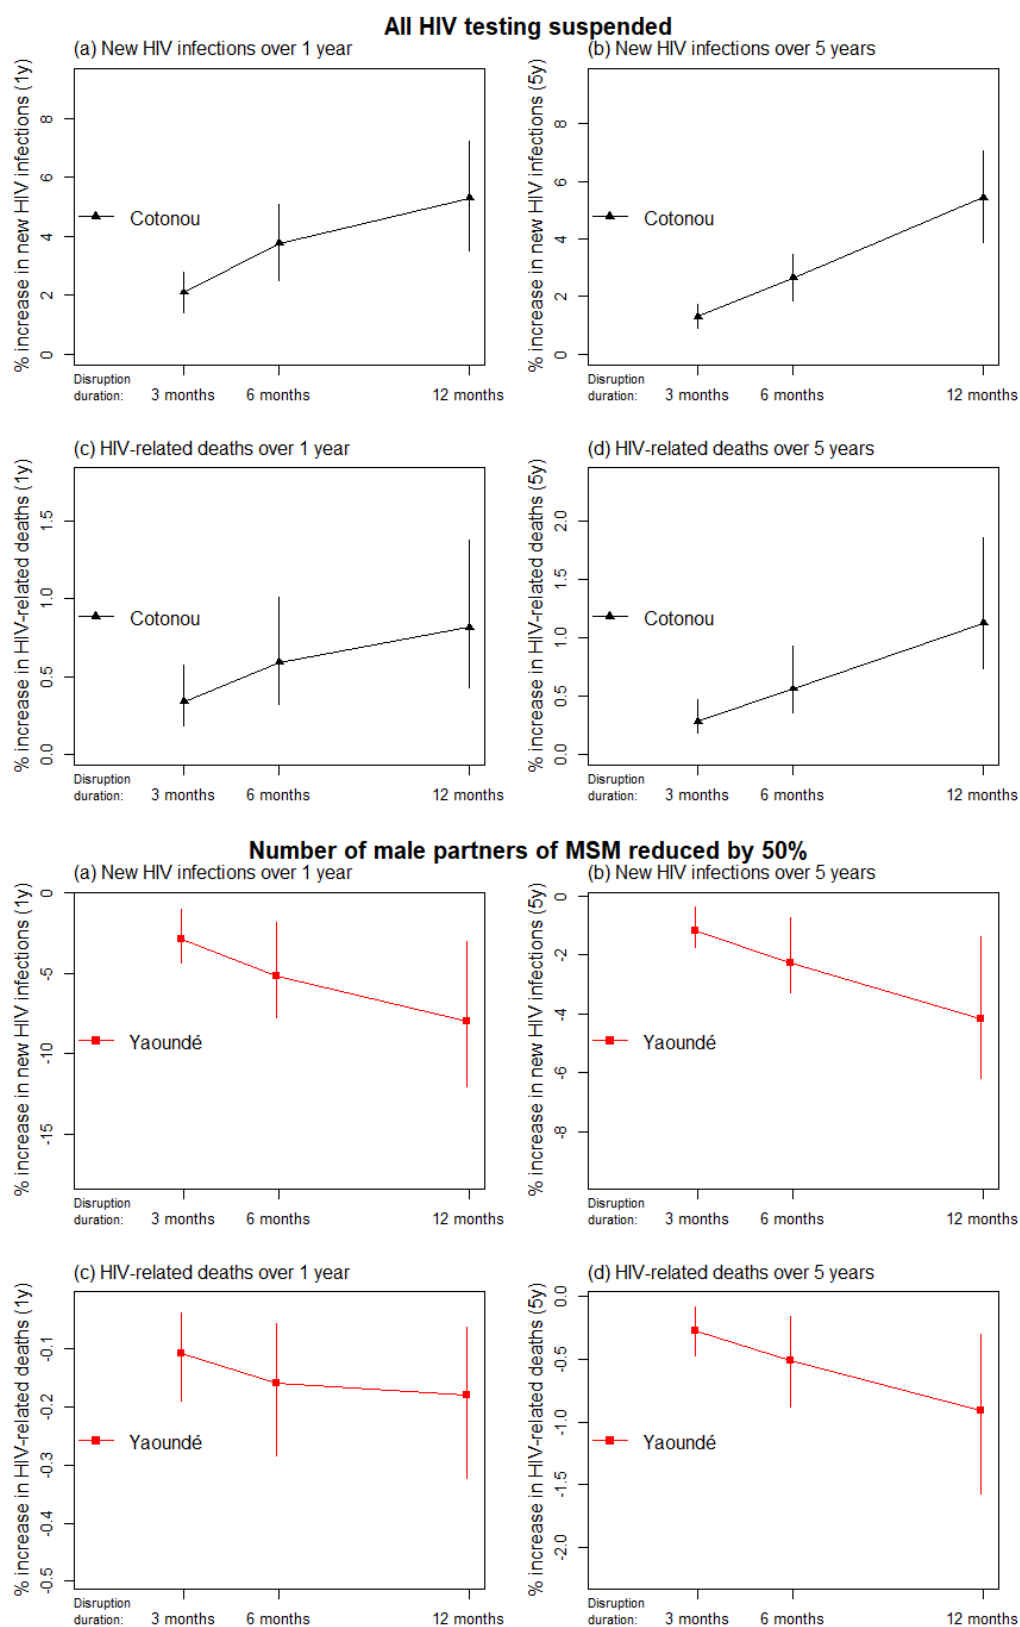 All HIV testing suspended
(a) New HIV infections over 1 year
% increase in new HIV infections (1y)
8
6
4
2
0
Cotonou
Disruption
duration: 3 months 6 months 12 months
(b) New HIV infections over 5 years
% increase in new HIV infections (5y)
8
6
4
2
0
Cotonou
Disruption
duration: 3 months 6 months 12 months
(c) HIV-related deaths over 1 year
% increase in HIV-related deaths (1y)
1.5
1.0
0.5
0.0
Cotonou
Disruption
duration: 3 months 6 months 12 months
(d) HIV-related deaths over 5 years
% increase in HIV-related deaths (5y)
2.0
1.5
1.0
0.5
0.0
Cotonou
Disruption
duration: 3 months 6 months 12 months
Number of male partners of MSM reduced by 50%
(a) New HIV infections over 1 year
% increase in new HIV infections (1y)
0
-5
-10
-15
Yaoundé
Disruption
duration: 3 months 6 months 12 months
(b) New HIV infections over 5 years
% increase in new HIV infections (5y)
0
-2
-4
-6
-8
Yaoundé
Disruption
duration: 3 months 6 months 12 months
(c) HIV-related deaths over 1 year
% increase in HIV-related deaths (1y)
-0.1
-0.2
-0.3
-0.4
-0.5
Yaoundé
Disruption
duration: 3 months 6 months 12 months
(d) HIV-related deaths over 5 years
% increase in HIV-related deaths (5y)
0.0
-0.5
-1.0
-1.5
-2.0
Yaoundé
Disruption
duration: 3 months 6 months 12 months